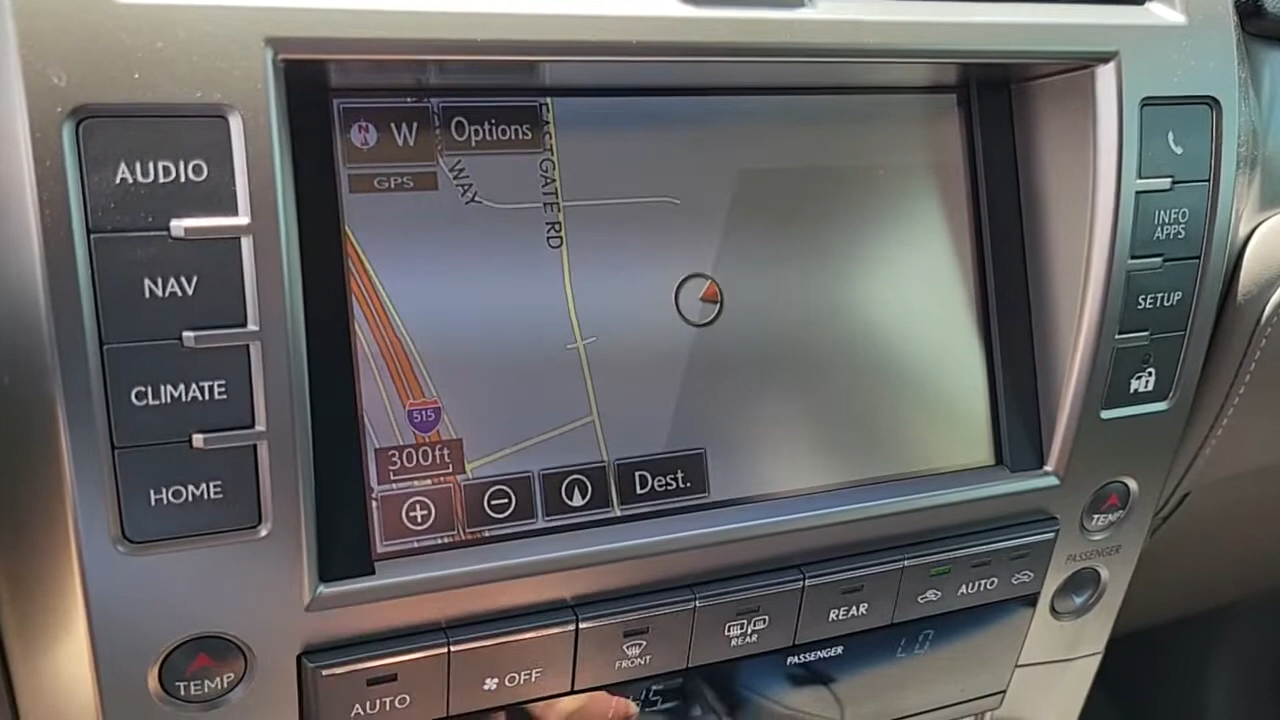 AUDIO
NAV
CLIMATE
HOME
N
W
Options
GPS
WAY
GATE RD
515
300ft
Dest.
INFO
APPS
SETUP
TEMP
TEMP
PASSENGER
AUTO
OFF
FRONT
REAR
REAR
AUTO
PASSENGER
LO